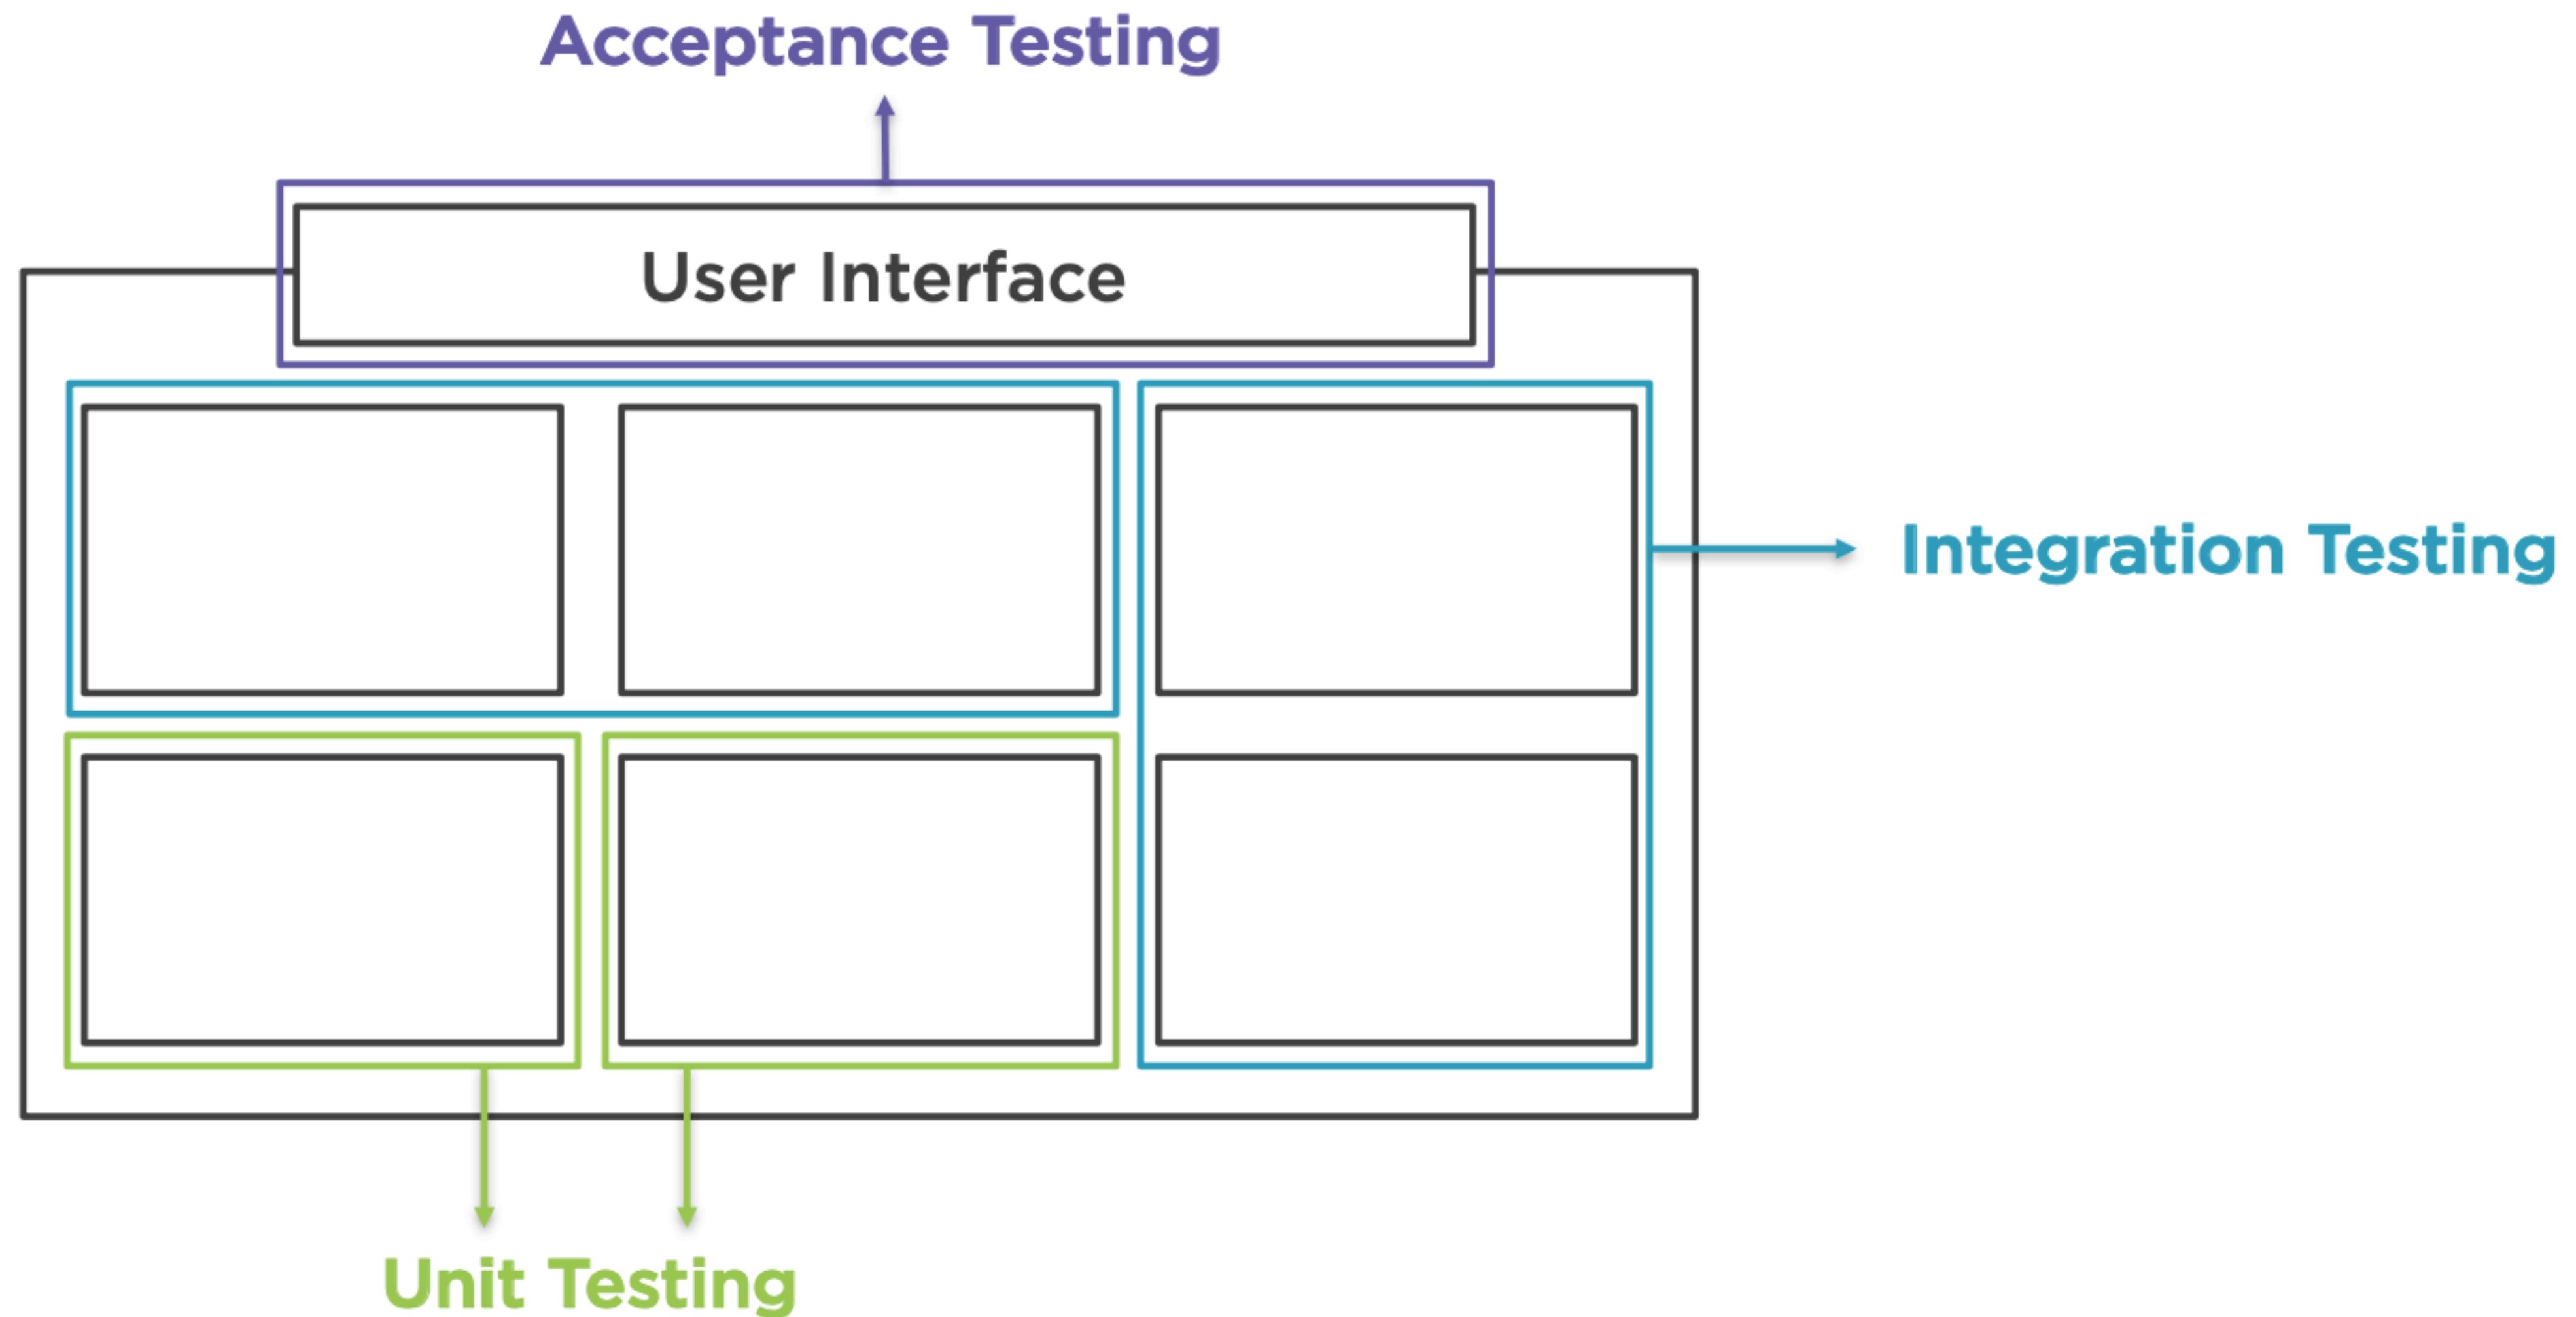 Acceptance Testing
User Interface
Integration Testing
Unit Testing